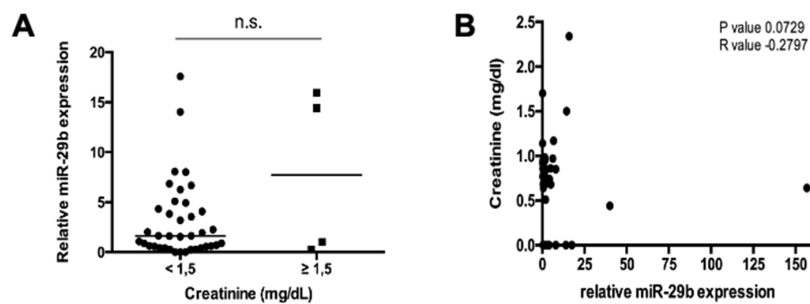 A
n.s.
Relative miR-29b expression
20
15
10
5
0
< 1,5
≥ 1,5
Creatinine (mg/dL)
B
P value 0.0729
R value -0.2797
Creatinine (mg/dl)
2.5
2.0
1.5
1.0
0.5
0.0
0 25 50 75 100 125 150
relative miR-29b expression